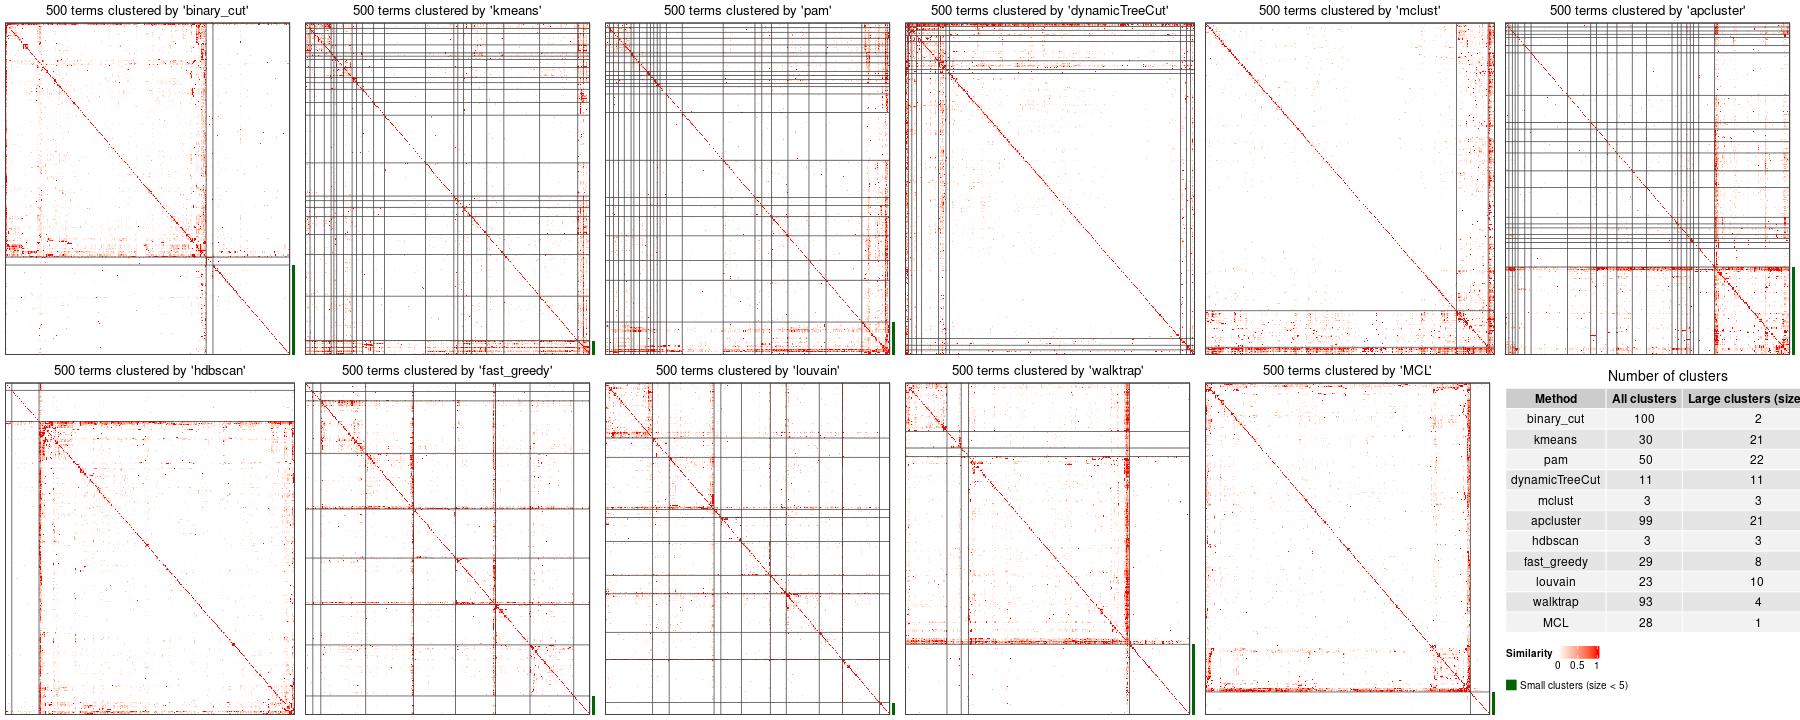 500 terms clustered by 'binary_cut'
500 terms clustered by 'kmeans'
500 terms clustered by 'pam'
500 terms clustered by 'dynamicTreeCut'
500 terms clustered by 'mclust'
500 terms clustered by 'apcluster'
500 terms clustered by 'hdbscan'
500 terms clustered by 'fast_greedy'
500 terms clustered by 'louvain'
500 terms clustered by 'walktrap'
500 terms clustered by 'MCL'
Number of clusters
Method All clusters Large clusters (size
binary_cut 100 2
kmeans 30 21
pam 50 22
dynamicTreeCut 11 11
mclust 3 3
apcluster 99 21
hdbscan 3 3
fast_greedy 29 8
louvain 23 10
walktrap 93 4
MCL 28 1
Similarity
0 0.5 1
Small clusters (size < 5)